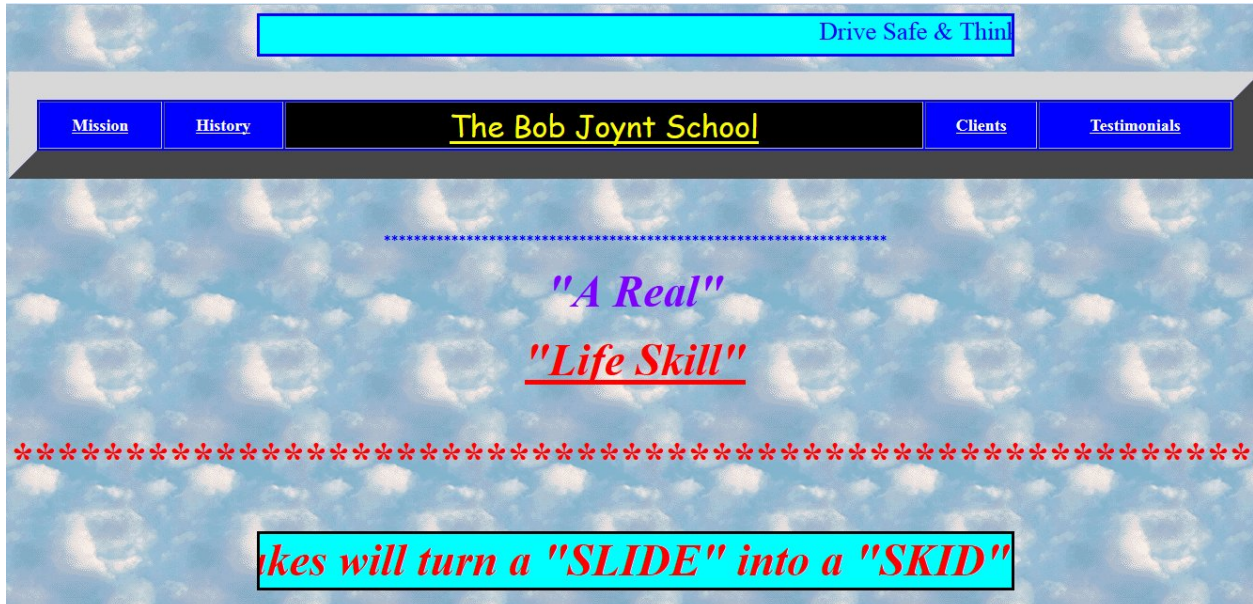 Drive Safe & Think
Mission History The Bob Joynt School Clients Testimonials
*******************************************************************
"A Real"
"Life Skill"
*******************************************************
kes will turn a "SLIDE" into a "SKID"